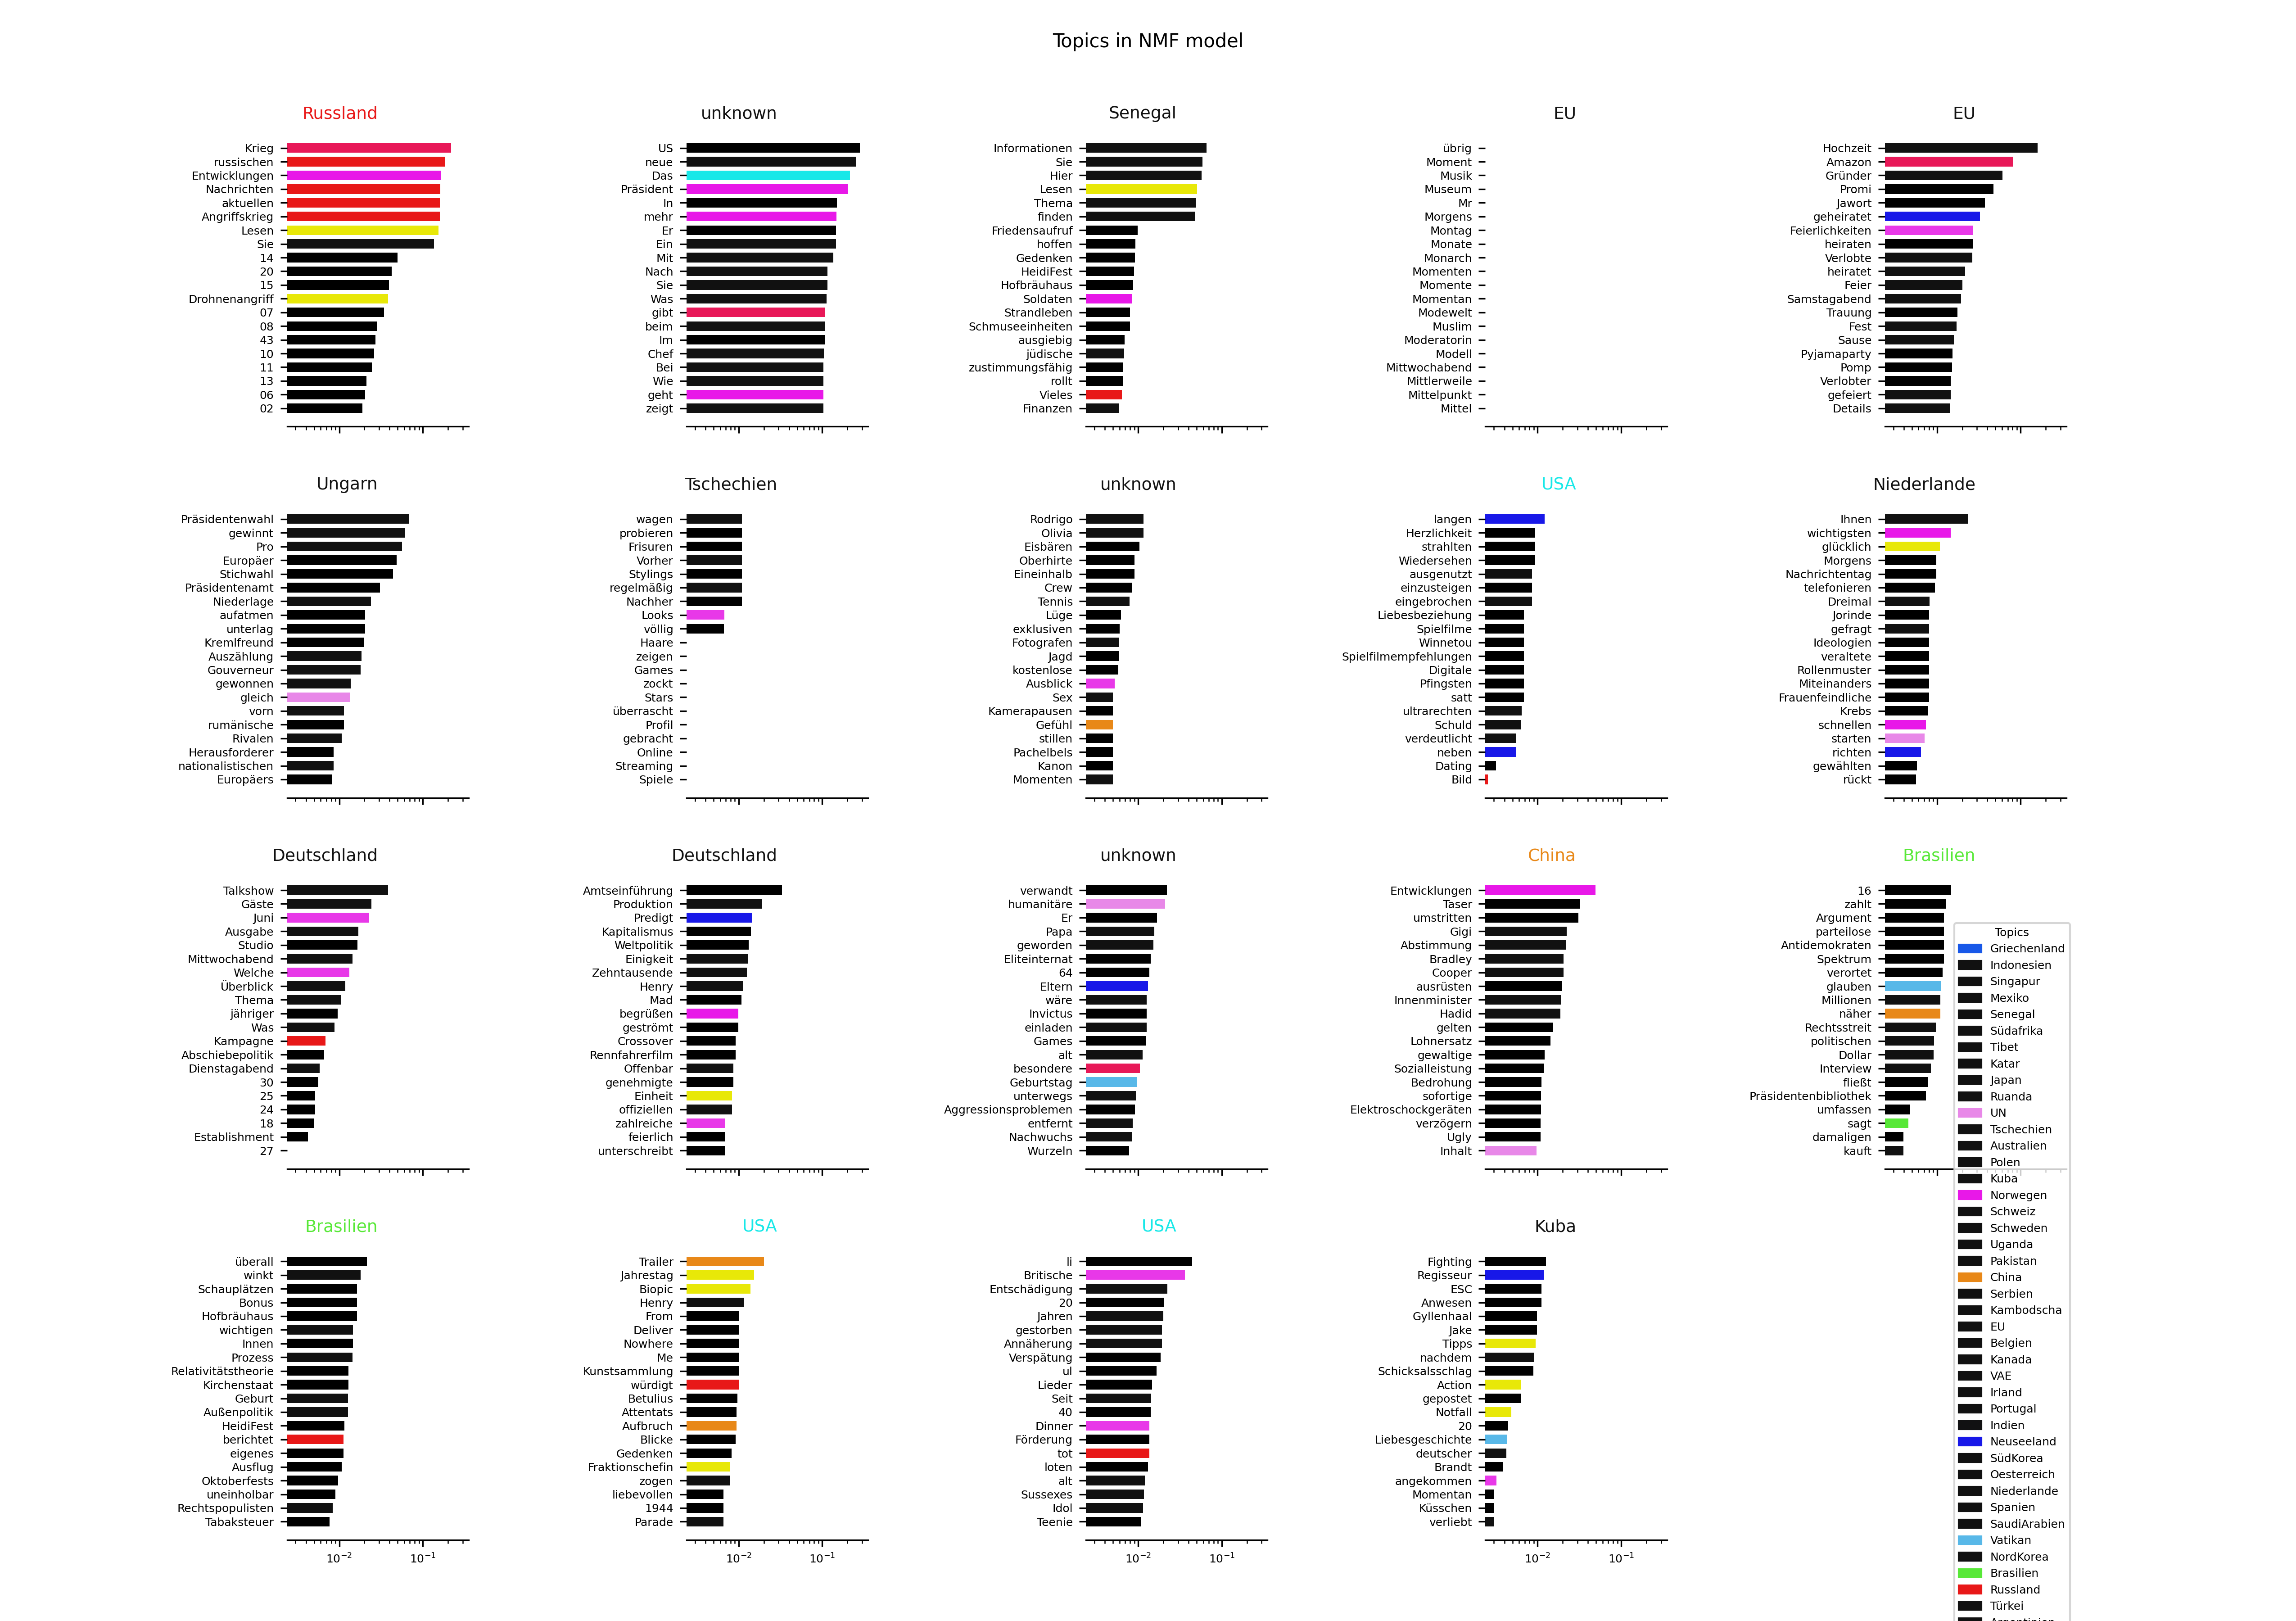 Topics in NMF model
Russland
Krieg
russischen
Entwicklungen
Nachrichten
aktuellen
Angriffskrieg
Lesen
Sie
14
20
15
Drohnenangriff
07
08
43
10
11
13
06
02
unknown
US
neue
Das
Präsident
In
mehr
Er
Ein
Mit
Nach
Sie
Was
gibt
beim
Im
Chef
Bei
Wie
geht
zeigt
Senegal
Informationen
Sie
Hier
Lesen
Thema
finden
Friedensaufruf
hoffen
Gedenken
HeidiFest
Hofbräuhaus
Soldaten
Strandleben
Schmuseeinheiten
ausgiebig
jüdische
zustimmungsfähig
rollt
Vieles
Finanzen
EU
übrig
Moment
Musik
Museum
Mr
Morgens
Montag
Monate
Monarch
Momenten
Momente
Momentan
Modewelt
Muslim
Moderatorin
Modell
Mittwochabend
Mittlerweile
Mittelpunkt
Mittel
EU
Hochzeit
Amazon
Gründer
Promi
Jawort
geheiratet
Feierlichkeiten
heiraten
Verlobte
heiratet
Feier
Samstagabend
Trauung
Fest
Sause
Pyjamaparty
Pomp
Verlobter
gefeiert
Details
Ungarn
Präsidentenwahl
gewinnt
Pro
Europäer
Stichwahl
Präsidentenamt
Niederlage
aufatmen
unterlag
Kremlfreund
Auszählung
Gouverneur
gewonnen
gleich
vorn
rumänische
Rivalen
Herausforderer
nationalistischen
Europäers
Tschechien
wagen
probieren
Frisuren
Vorher
Stylings
regelmäßig
Nachher
Looks
völlig
Haare
zeigen
Games
zockt
Stars
überrascht
Profil
gebracht
Online
Streaming
Spiele
unknown
Rodrigo
Olivia
Eisbären
Oberhirte
Eineinhalb
Crew
Tennis
Lüge
exklusiven
Fotografen
Jagd
kostenlose
Ausblick
Sex
Kamerapausen
Gefühl
stillen
Pachelbels
Kanon
Momenten
USA
langen
Herzlichkeit
strahlten
Wiedersehen
ausgenutzt
einzusteigen
eingebrochen
Liebesbeziehung
Spielfilme
Winnetou
Spielfilmempfehlungen
Digitale
Pfingsten
satt
ultrarechten
Schuld
verdeutlicht
neben
Dating
Bild
Niederlande
Ihnen
wichtigsten
glücklich
Morgens
Nachrichtentag
telefonieren
Dreimal
Jorinde
gefragt
Ideologien
veraltete
Rollenmuster
Miteinanders
Frauenfeindliche
Krebs
schnellen
starten
richten
gewählten
rückt
Deutschland
Talkshow
Gäste
Juni
Ausgabe
Studio
Mittwochabend
Welche
Überblick
Thema
jähriger
Was
Kampagne
Abschiebepolitik
Dienstagabend
30
25
24
18
Establishment
27
Deutschland
Amtseinführung
Produktion
Predigt
Kapitalismus
Weltpolitik
Einigkeit
Zehntausende
Henry
Mad
begrüßen
geströmt
Crossover
Rennfahrerfilm
Offenbar
genehmigte
Einheit
offiziellen
zahlreiche
feierlich
unterschreibt
unknown
verwandt
humanitäre
Er
Papa
geworden
Eliteinternat
64
Eltern
wäre
Invictus
einladen
Games
alt
besondere
Geburtstag
unterwegs
Aggressionsproblemen
entfernt
Nachwuchs
Wurzeln
China
Entwicklungen
Taser
umstritten
Gigi
Abstimmung
Bradley
Cooper
ausrüsten
Innenminister
Hadid
gelten
Lohnersatz
gewaltige
Sozialleistung
Bedrohung
sofortige
Elektroschockgeräten
verzögern
Ugly
Inhalt
Brasilien
16
zahlt
Argument
parteilose
Antidemokraten
Spektrum
verortet
glauben
Millionen
näher
Rechtsstreit
politischen
Dollar
Interview
fließt
Präsidentenbibliothek
umfassen
sagt
damaligen
kauft
Brasilien
überall
winkt
Schauplätzen
Bonus
Hofbräuhaus
wichtigen
Innen
Prozess
Relativitätstheorie
Kirchenstaat
Geburt
Außenpolitik
HeidiFest
berichtet
eigenes
Ausflug
Oktoberfests
uneinholbar
Rechtspopulisten
Tabaksteuer
10⁻² 10⁻¹
USA
Trailer
Jahrestag
Biopic
Henry
From
Deliver
Nowhere
Me
Kunstsammlung
würdigt
Betulius
Attentats
Aufbruch
Blicke
Gedenken
Fraktionschefin
zogen
liebevollen
1944
Parade
10⁻² 10⁻¹
USA
li
Britische
Entschädigung
20
Jahren
gestorben
Annäherung
Verspätung
ul
Lieder
Seit
40
Dinner
Förderung
tot
loten
alt
Sussexes
Idol
Teenie
10⁻² 10⁻¹
Kuba
Fighting
Regisseur
ESC
Anwesen
Gyllenhaal
Jake
Tipps
nachdem
Schicksalsschlag
Action
gepostet
Notfall
20
Liebesgeschichte
deutscher
Brandt
angekommen
Momentan
Küsschen
verliebt
10⁻² 10⁻¹
Topics
Griechenland
Indonesien
Singapur
Mexiko
Senegal
Südafrika
Tibet
Katar
Japan
Ruanda
UN
Tschechien
Australien
Polen
Kuba
Norwegen
Schweiz
Schweden
Uganda
Pakistan
China
Serbien
Kambodscha
EU
Belgien
Kanada
VAE
Irland
Portugal
Indien
Neuseeland
SüdKorea
Oesterreich
Niederlande
Spanien
SaudiArabien
Vatikan
NordKorea
Brasilien
Russland
Türkei